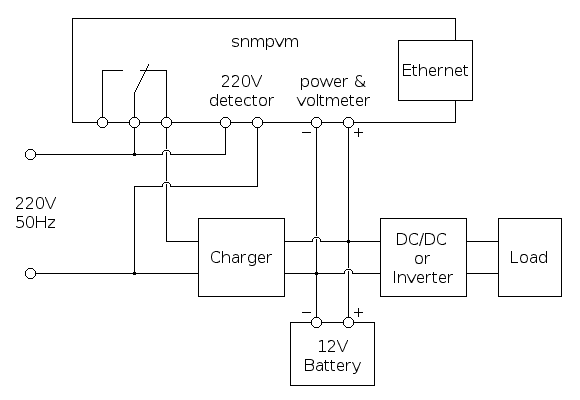 snmpvm
Ethernet
220V
detector
power &
voltmeter
−
+
220V
50Hz
Charger
DC/DC
or
Inverter
Load
−
+
12V
Battery